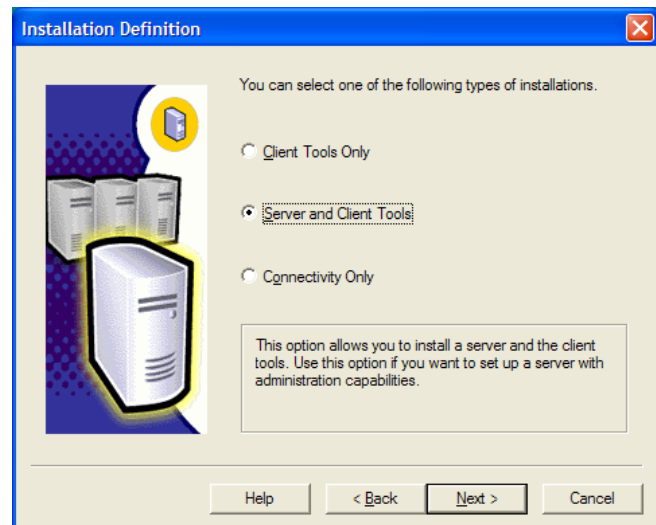 Installation Definition
You can select one of the following types of installations.
Client Tools Only
Server and Client Tools
Connectivity Only
This option allows you to install a server and the client
tools. Use this option if you want to set up a server with
administration capabilities.
Help
< Back
Next >
Cancel